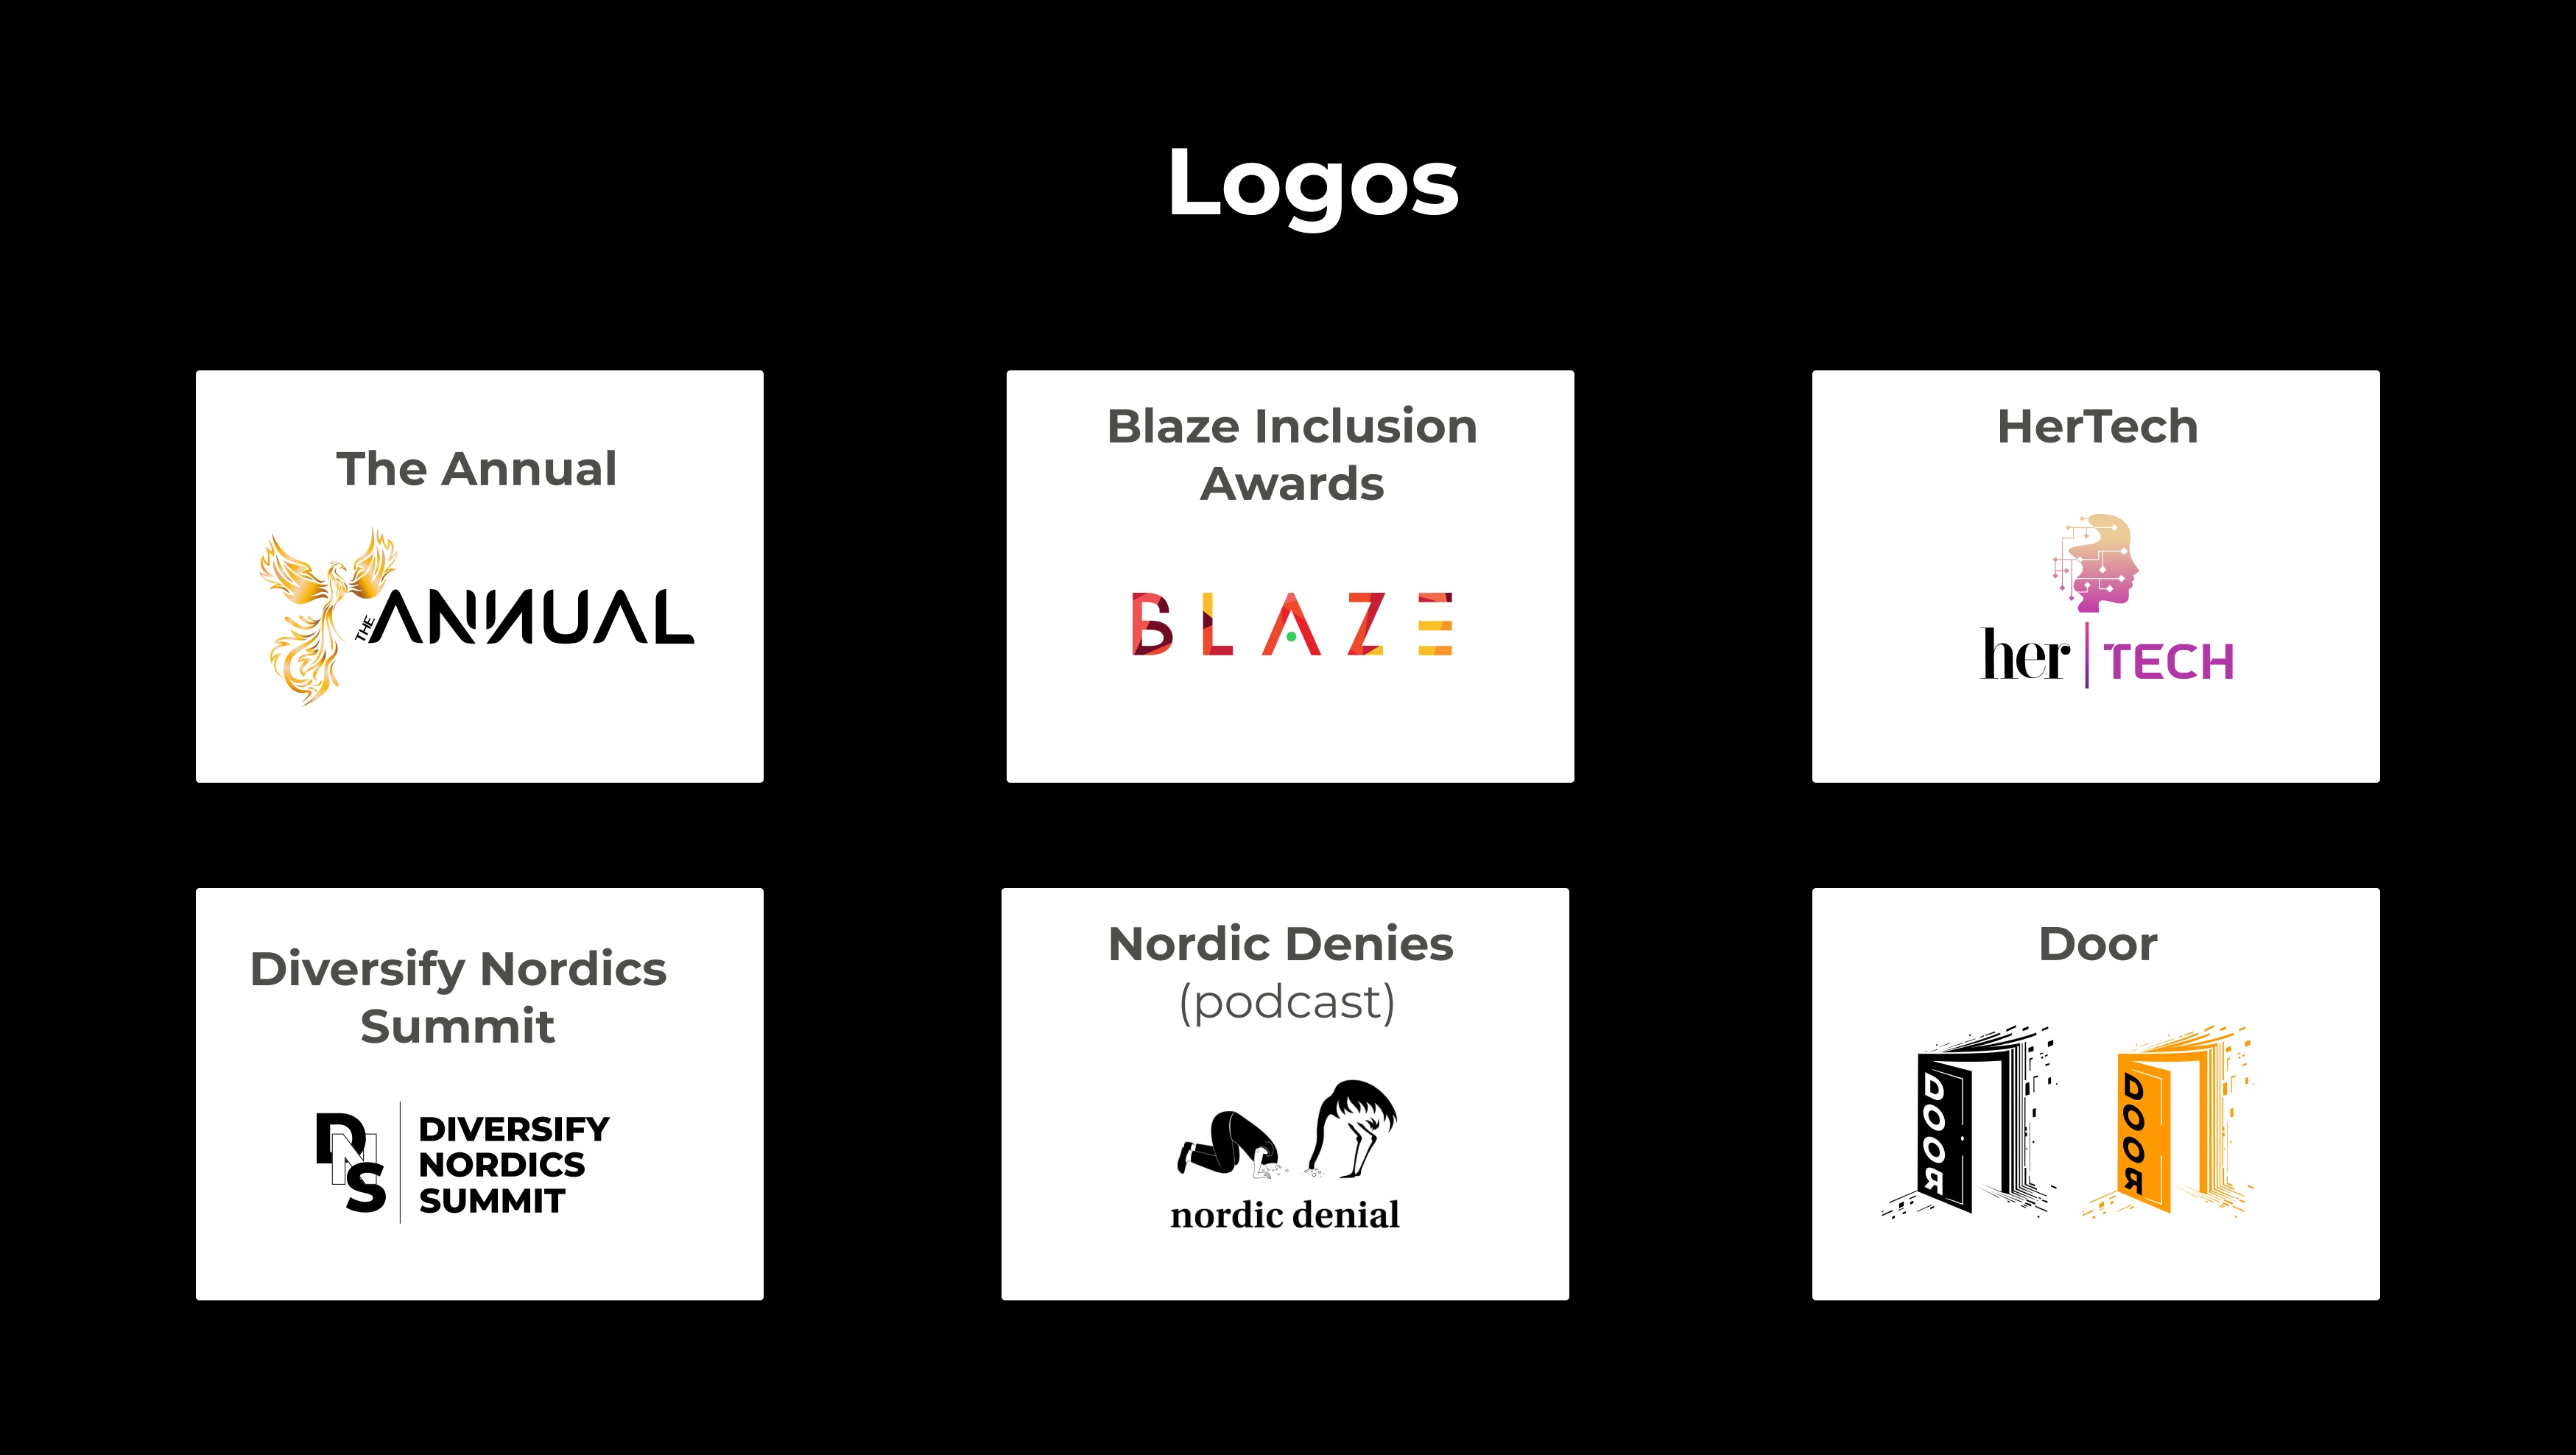 Logos
The Annual
THE ANNUAL
Blaze Inclusion
Awards
BLAZE
HerTech
her TECH
Diversify Nordics
Summit
DNS
DIVERSIFY
NORDICS
SUMMIT
Nordic Denies
(podcast)
nordic denial
Door
DOOR
DOOR